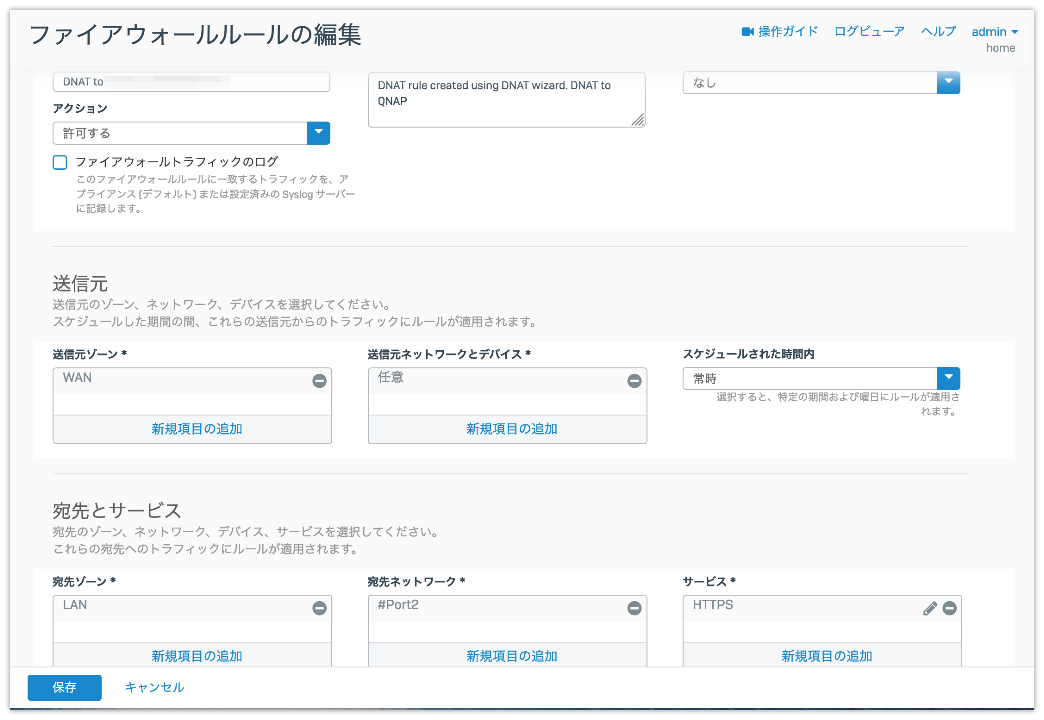 ファイアウォールルールの編集
操作ガイド ログビューア ヘルプ admin
home
DNAT to
DNAT rule created using DNAT wizard. DNAT to
QNAP
なし
アクション
許可する
ファイアウォールトラフィックのログ
このファイアウォールルールに一致するトラフィックを、ア
プライアンス (デフォルト) または設定済みの Syslog サーバー
に記録します。
送信元
送信元のゾーン、ネットワーク、デバイスを選択してください。
スケジュールした期間の間、これらの送信元からのトラフィックにルールが適用されます。
送信元ゾーン * 送信元ネットワークとデバイス * スケジュールされた時間内
WAN 任意 常時
選択すると、特定の期間および曜日にルールが適用さ
れます。
新規項目の追加 新規項目の追加
宛先とサービス
宛先のゾーン、ネットワーク、デバイス、サービスを選択してください。
これらの宛先へのトラフィックにルールが適用されます。
宛先ゾーン * 宛先ネットワーク * サービス *
LAN #Port2 HTTPS
新規項目の追加 新規項目の追加 新規項目の追加
保存 キャンセル